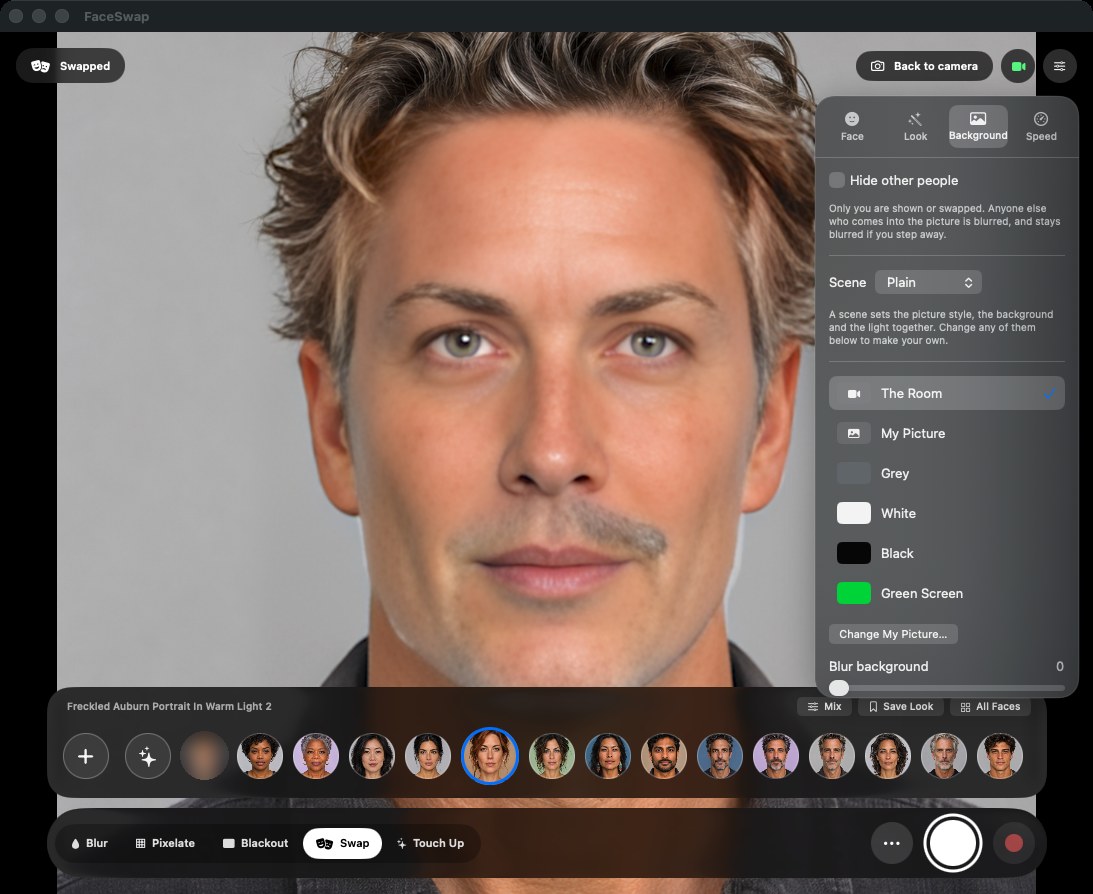 FaceSwap
Swapped
Back to camera
Face
Look
Background
Speed
Hide other people
Only you are shown or swapped. Anyone else
who comes into the picture is blurred, and stays
blurred if you step away.
Scene
Plain
A scene sets the picture style, the background
and the light together. Change any of them
below to make your own.
The Room
My Picture
Grey
White
Black
Green Screen
Change My Picture...
Blur background
0
Freckled Auburn Portrait In Warm Light 2
Mix
Save Look
All Faces
Blur
Pixelate
Blackout
Swap
Touch Up